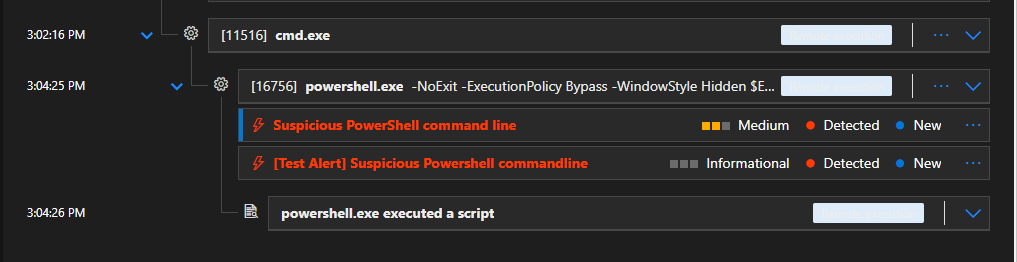 3:02:16 PM [11516] cmd.exe ...
3:04:25 PM [16756] powershell.exe -NoExit -ExecutionPolicy Bypass -WindowStyle Hidden $E... ...
Suspicious PowerShell command line Medium Detected New ...
[Test Alert] Suspicious Powershell commandline Informational Detected New ...
3:04:26 PM powershell.exe executed a script